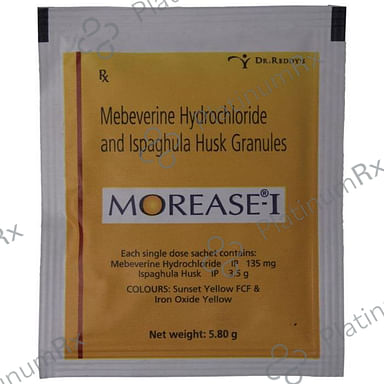 DR.REDDY'S
Rx
Mebeverine Hydrochloride
and Ispaghula Husk Granules
MOREASE®-I
Each single dose sachet contains:
Mebeverine Hydrochloride IP 135 mg
Ispaghula Husk IP 3.5 g
COLOURS: Sunset Yellow FCF &
Iron Oxide Yellow
Net weight: 5.80 g
PlatinumRx